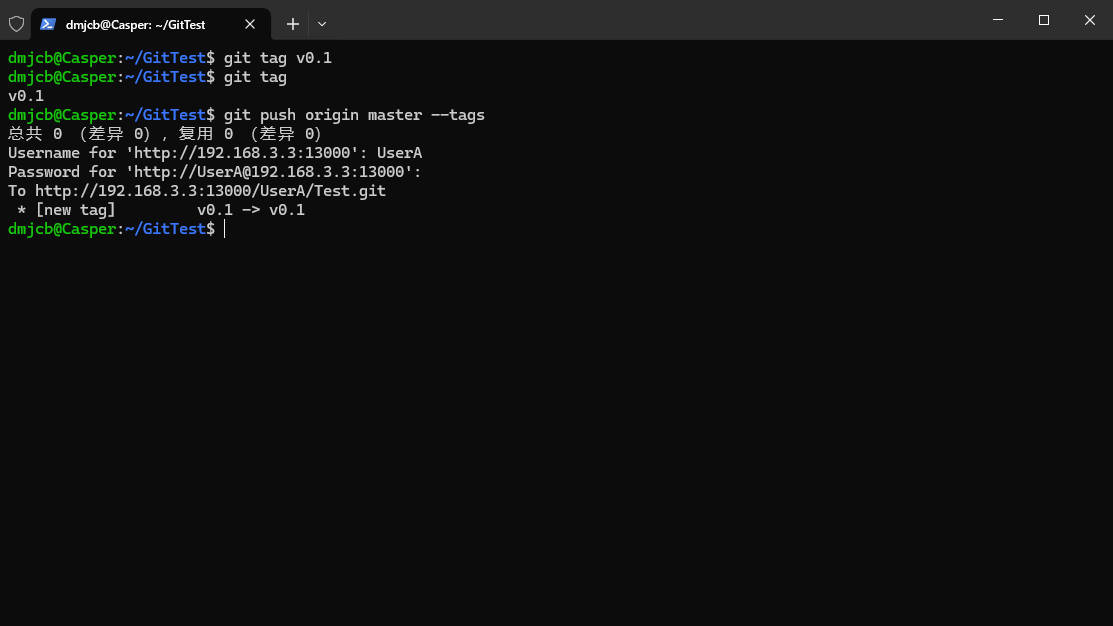 dmjcb@Casper: ~/GitTest
dmjcb@Casper:~/GitTest$ git tag v0.1
dmjcb@Casper:~/GitTest$ git tag
v0.1
dmjcb@Casper:~/GitTest$ git push origin master --tags
总共 0 （差异 0），复用 0 （差异 0）
Username for 'http://192.168.3.3:13000': UserA
Password for 'http://UserA@192.168.3.3:13000':
To http://192.168.3.3:13000/UserA/Test.git
 * [new tag]         v0.1 -> v0.1
dmjcb@Casper:~/GitTest$